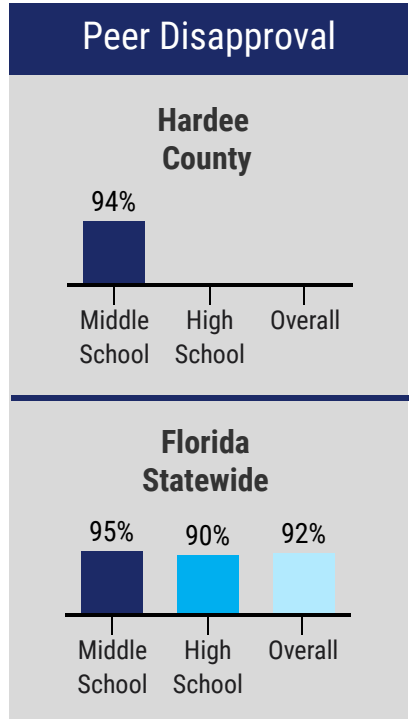 Peer Disapproval
Hardee
County
94%
Middle
School
High
School
Overall
Florida
Statewide
95%
90%
92%
Middle
School
High
School
Overall